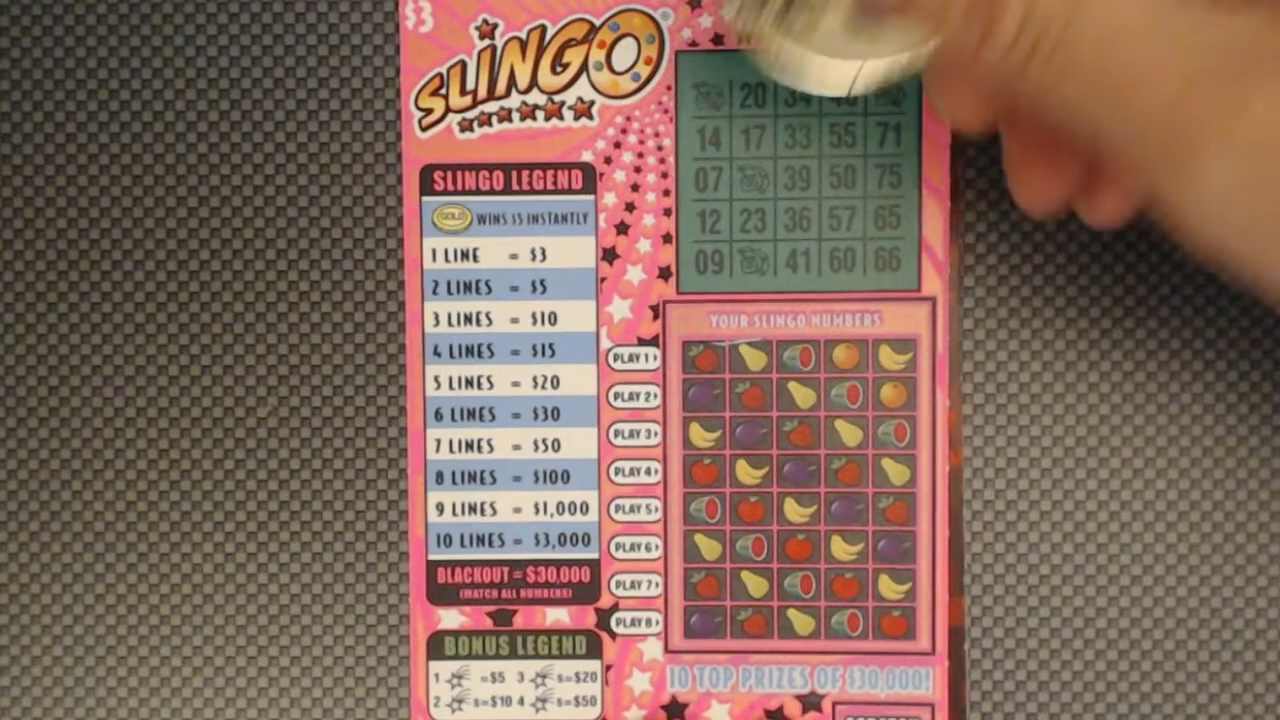 $3
SLINGO®
SLINGO LEGEND
GOLD WINS $5 INSTANTLY
1 LINE = $3
2 LINES = $5
3 LINES = $10
4 LINES = $15
5 LINES = $20
6 LINES = $30
7 LINES = $50
8 LINES = $100
9 LINES = $1,000
10 LINES = $3,000
BLACKOUT = $30,000
(MATCH ALL NUMBERS)
BONUS LEGEND
1 =$5 3 s=$20
2 s=$10 4 s=$50
20 34
14 17 33 55 71
07 39 50 75
12 23 36 57 65
09 41 60 66
YOUR SLINGO NUMBERS
PLAY 1
PLAY 2
PLAY 3
PLAY 4
PLAY 5
PLAY 6
PLAY 7
PLAY 8
10 TOP PRIZES OF $30,000!